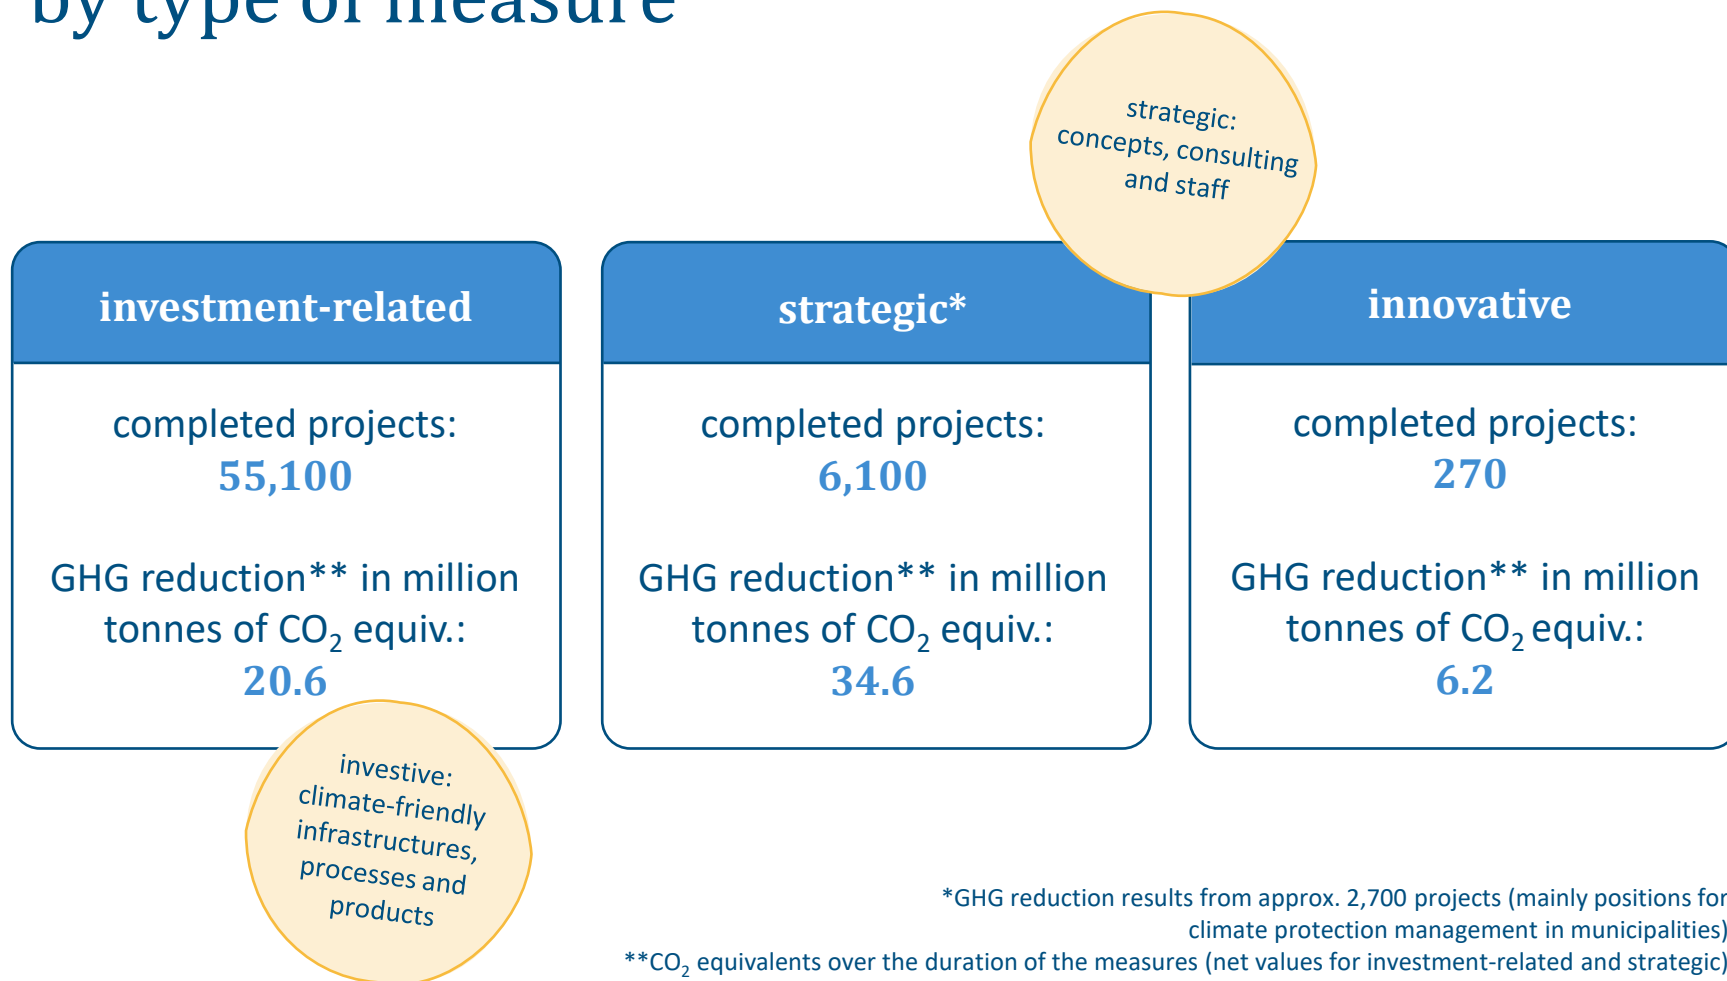 by type of measure
strategic:
concepts, consulting
and staff
investment-related
completed projects:
55,100
GHG reduction** in million
tonnes of CO₂ equiv.:
20.6
investive:
climate-friendly
infrastructures,
processes and
products
strategic*
completed projects:
6,100
GHG reduction** in million
tonnes of CO₂ equiv.:
34.6
innovative
completed projects:
270
GHG reduction** in million
tonnes of CO₂ equiv.:
6.2
*GHG reduction results from approx. 2,700 projects (mainly positions for
climate protection management in municipalities)
**CO₂ equivalents over the duration of the measures (net values for investment-related and strategic)